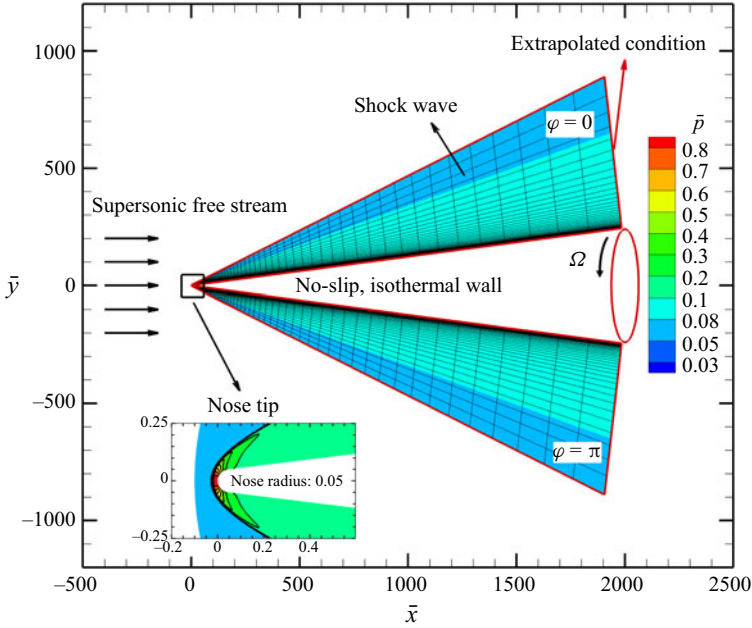 Extrapolated condition
1000
Shock wave
φ = 0
p̄
0.8
0.7
0.6
0.5
0.4
0.3
0.2
0.1
0.08
0.05
0.03
500
Supersonic free stream
ȳ
0
No-slip, isothermal wall
Ω
–500
Nose tip
0.25
0
–0.25
Nose radius: 0.05
–0.2
0
0.2
0.4
φ = π
–1000
–500
0
500
1000
1500
2000
2500
x̄